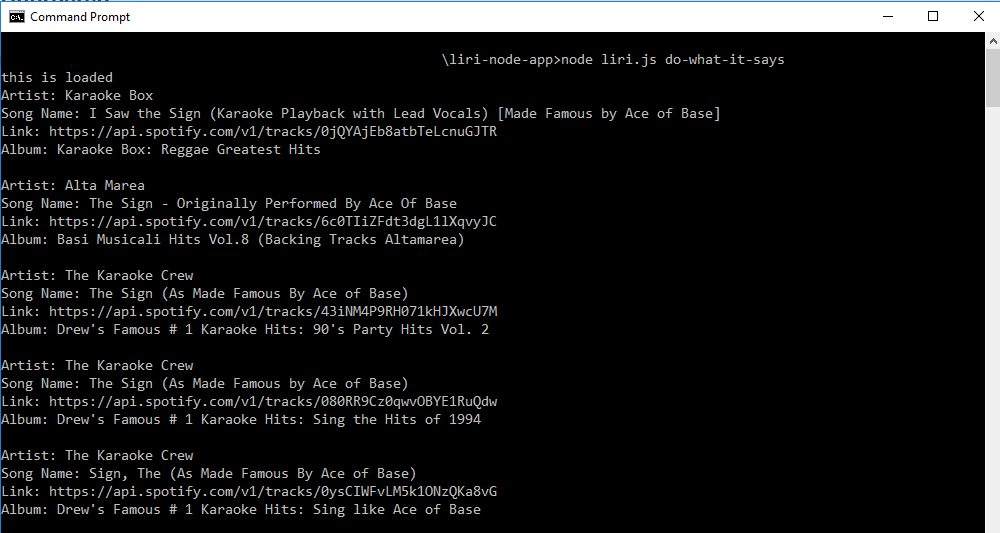 Command Prompt
\liri-node-app>node liri.js do-what-it-says
this is loaded
Artist: Karaoke Box
Song Name: I Saw the Sign (Karaoke Playback with Lead Vocals) [Made Famous by Ace of Base]
Link: https://api.spotify.com/v1/tracks/0jQYAjEb8atbTeLcnuGJTR
Album: Karaoke Box: Reggae Greatest Hits
Artist: Alta Marea
Song Name: The Sign - Originally Performed By Ace Of Base
Link: https://api.spotify.com/v1/tracks/6c0TIiZFdt3dgL1lXqvyJC
Album: Basi Musicali Hits Vol.8 (Backing Tracks Altamarea)
Artist: The Karaoke Crew
Song Name: The Sign (As Made Famous By Ace of Base)
Link: https://api.spotify.com/v1/tracks/43iNM4P9RH071kHJXwcU7M
Album: Drew's Famous # 1 Karaoke Hits: 90's Party Hits Vol. 2
Artist: The Karaoke Crew
Song Name: The Sign (As Made Famous by Ace of Base)
Link: https://api.spotify.com/v1/tracks/080RR9Cz0qwvOBYE1RuQdw
Album: Drew's Famous # 1 Karaoke Hits: Sing the Hits of 1994
Artist: The Karaoke Crew
Song Name: Sign, The (As Made Famous By Ace of Base)
Link: https://api.spotify.com/v1/tracks/0ysCIWFvLM5k1ONzQKa8vG
Album: Drew's Famous # 1 Karaoke Hits: Sing like Ace of Base